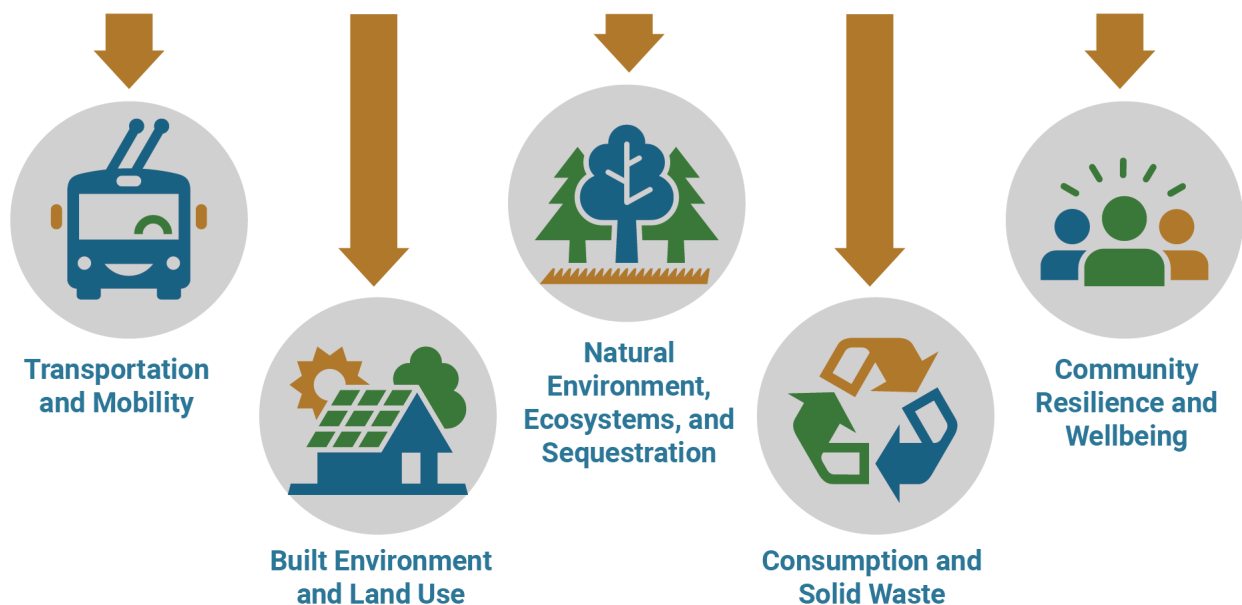 Transportation
and Mobility
Built Environment
and Land Use
Natural
Environment,
Ecosystems, and
Sequestration
Consumption and
Solid Waste
Community
Resilience and
Wellbeing